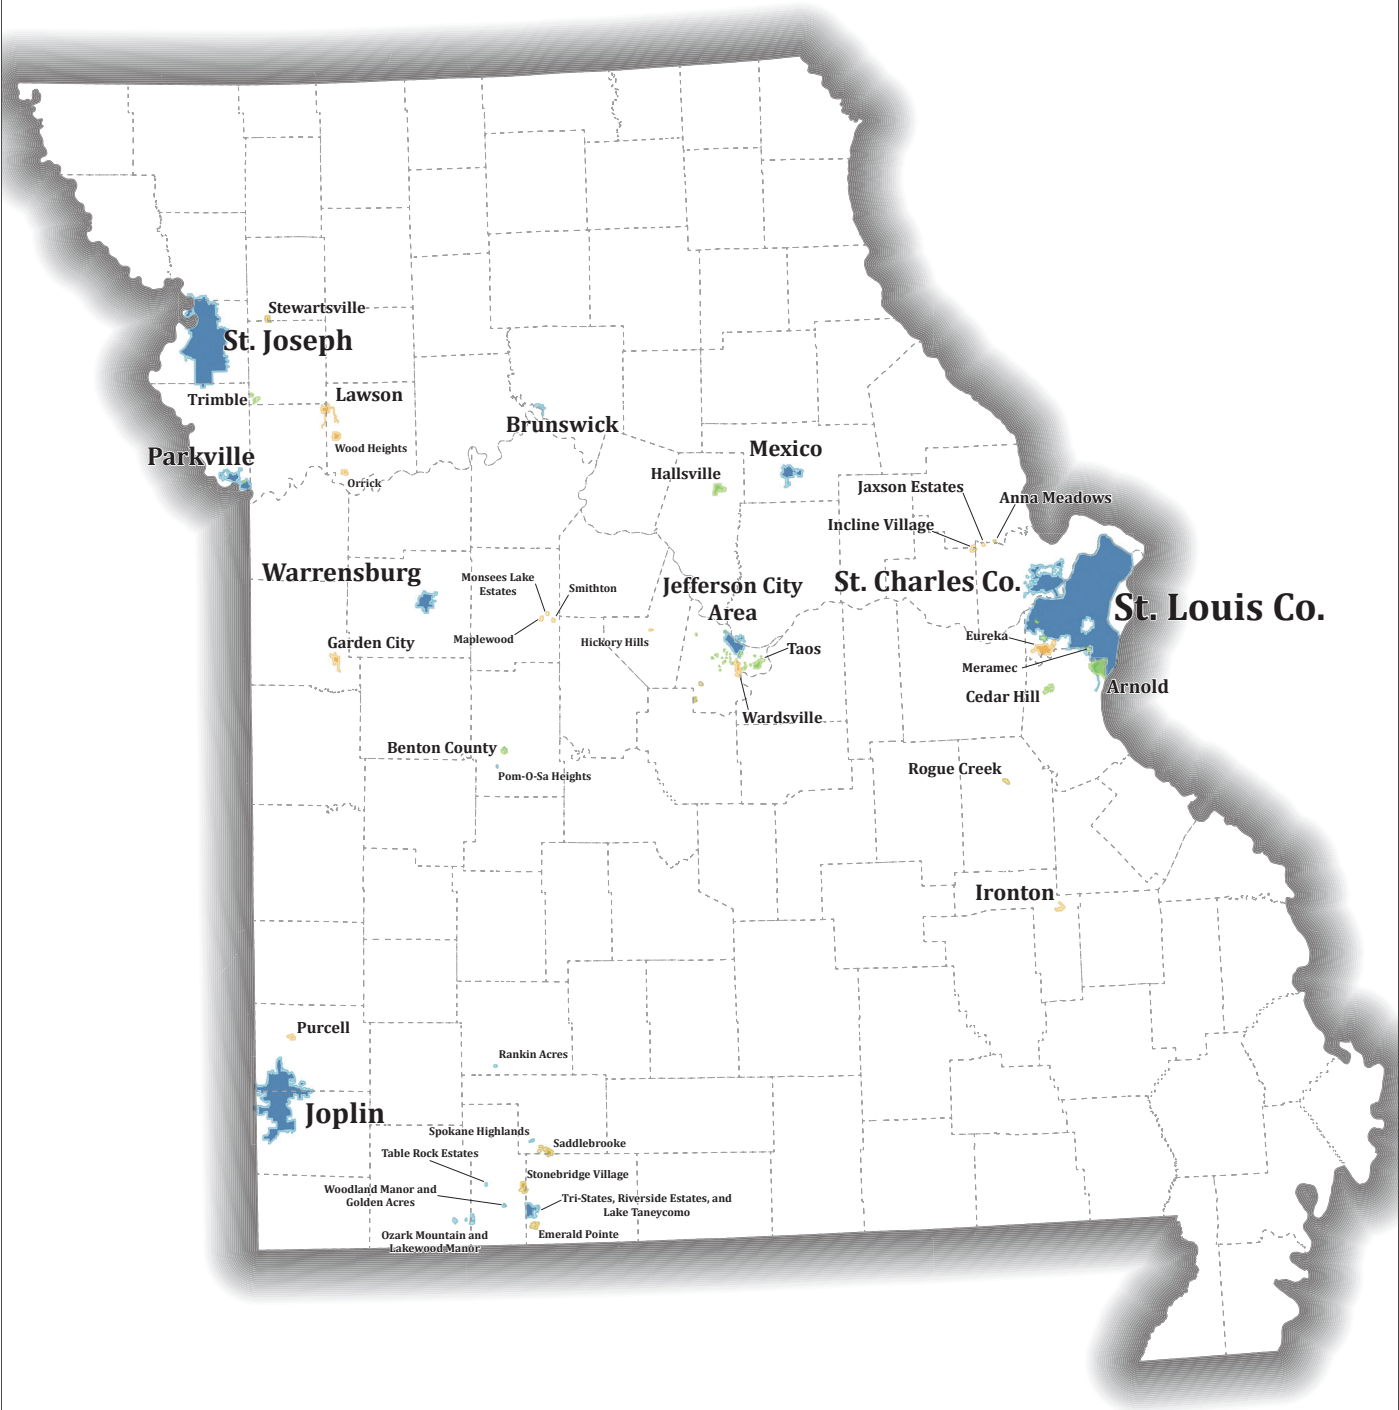 Stewartsville
St. Joseph
Trimble
Lawson
Brunswick
Wood Heights
Parkville
Orrick
Mexico
Hallsville
Jaxson Estates
Anna Meadows
Incline Village
Warrensburg
Monsees Lake
Estates
Smithton
Maplewood
Jefferson City
Area
St. Charles Co.
St. Louis Co.
Garden City
Hickory Hills
Taos
Eureka
Meramec
Arnold
Cedar Hill
Wardsville
Benton County
Pom-O-Sa Heights
Rogue Creek
Ironton
Purcell
Rankin Acres
Joplin
Spokane Highlands
Saddlebrooke
Table Rock Estates
Stonebridge Village
Woodland Manor and
Golden Acres
Tri-States, Riverside Estates, and
Lake Taneycomo
Ozark Mountain and
Lakewood Manor
Emerald Pointe